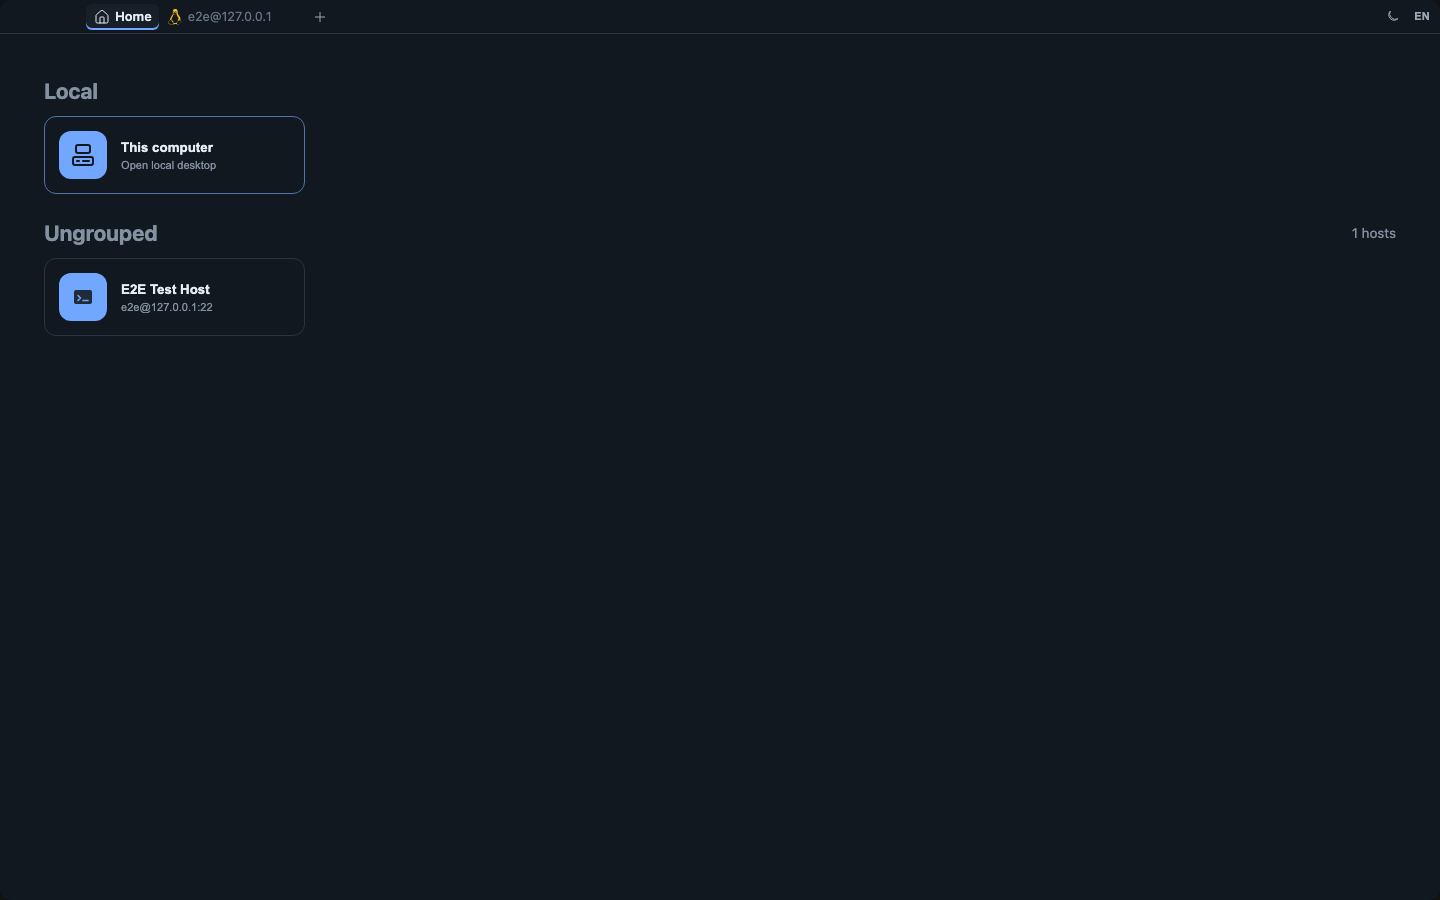 Home
e2e@127.0.0.1
EN
Local
This computer
Open local desktop
Ungrouped
1 hosts
E2E Test Host
e2e@127.0.0.1:22